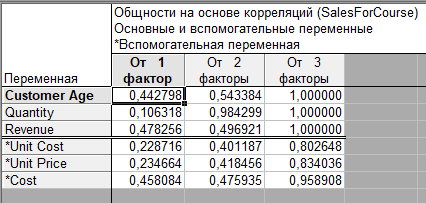 Общности на основе корреляций (SalesForCourse)
Основные и вспомогательные переменные
*Вспомогательная переменная
Переменная От 1 фактор От 2 факторы От 3 факторы
Customer Age 0,442798 0,543384 1,000000
Quantity 0,106318 0,984299 1,000000
Revenue 0,478256 0,496921 1,000000
*Unit Cost 0,228716 0,401187 0,802648
*Unit Price 0,234664 0,418456 0,834036
*Cost 0,458084 0,475935 0,958908